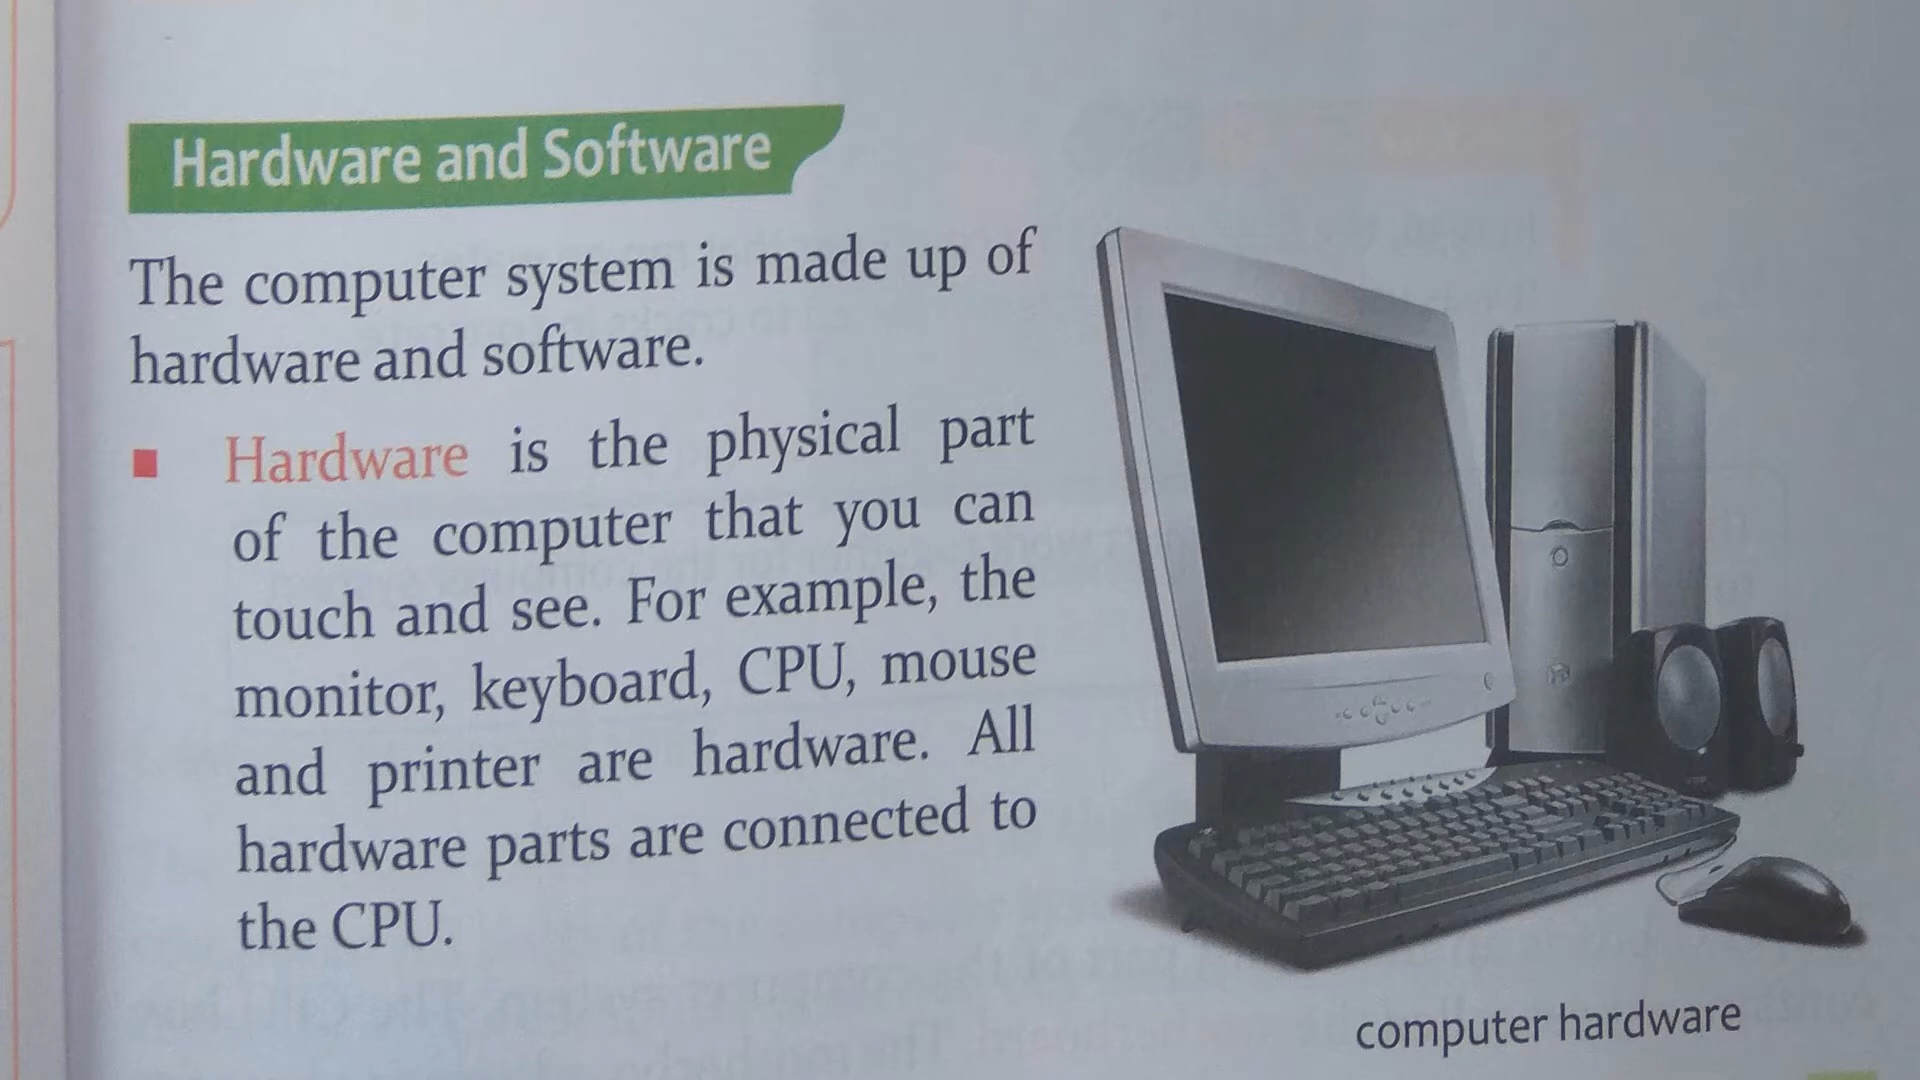 Hardware and Software
The computer system is made up of
hardware and software.
■ Hardware is the physical part
of the computer that you can
touch and see. For example, the
monitor, keyboard, CPU, mouse
and printer are hardware. All
hardware parts are connected to
the CPU.
computer hardware